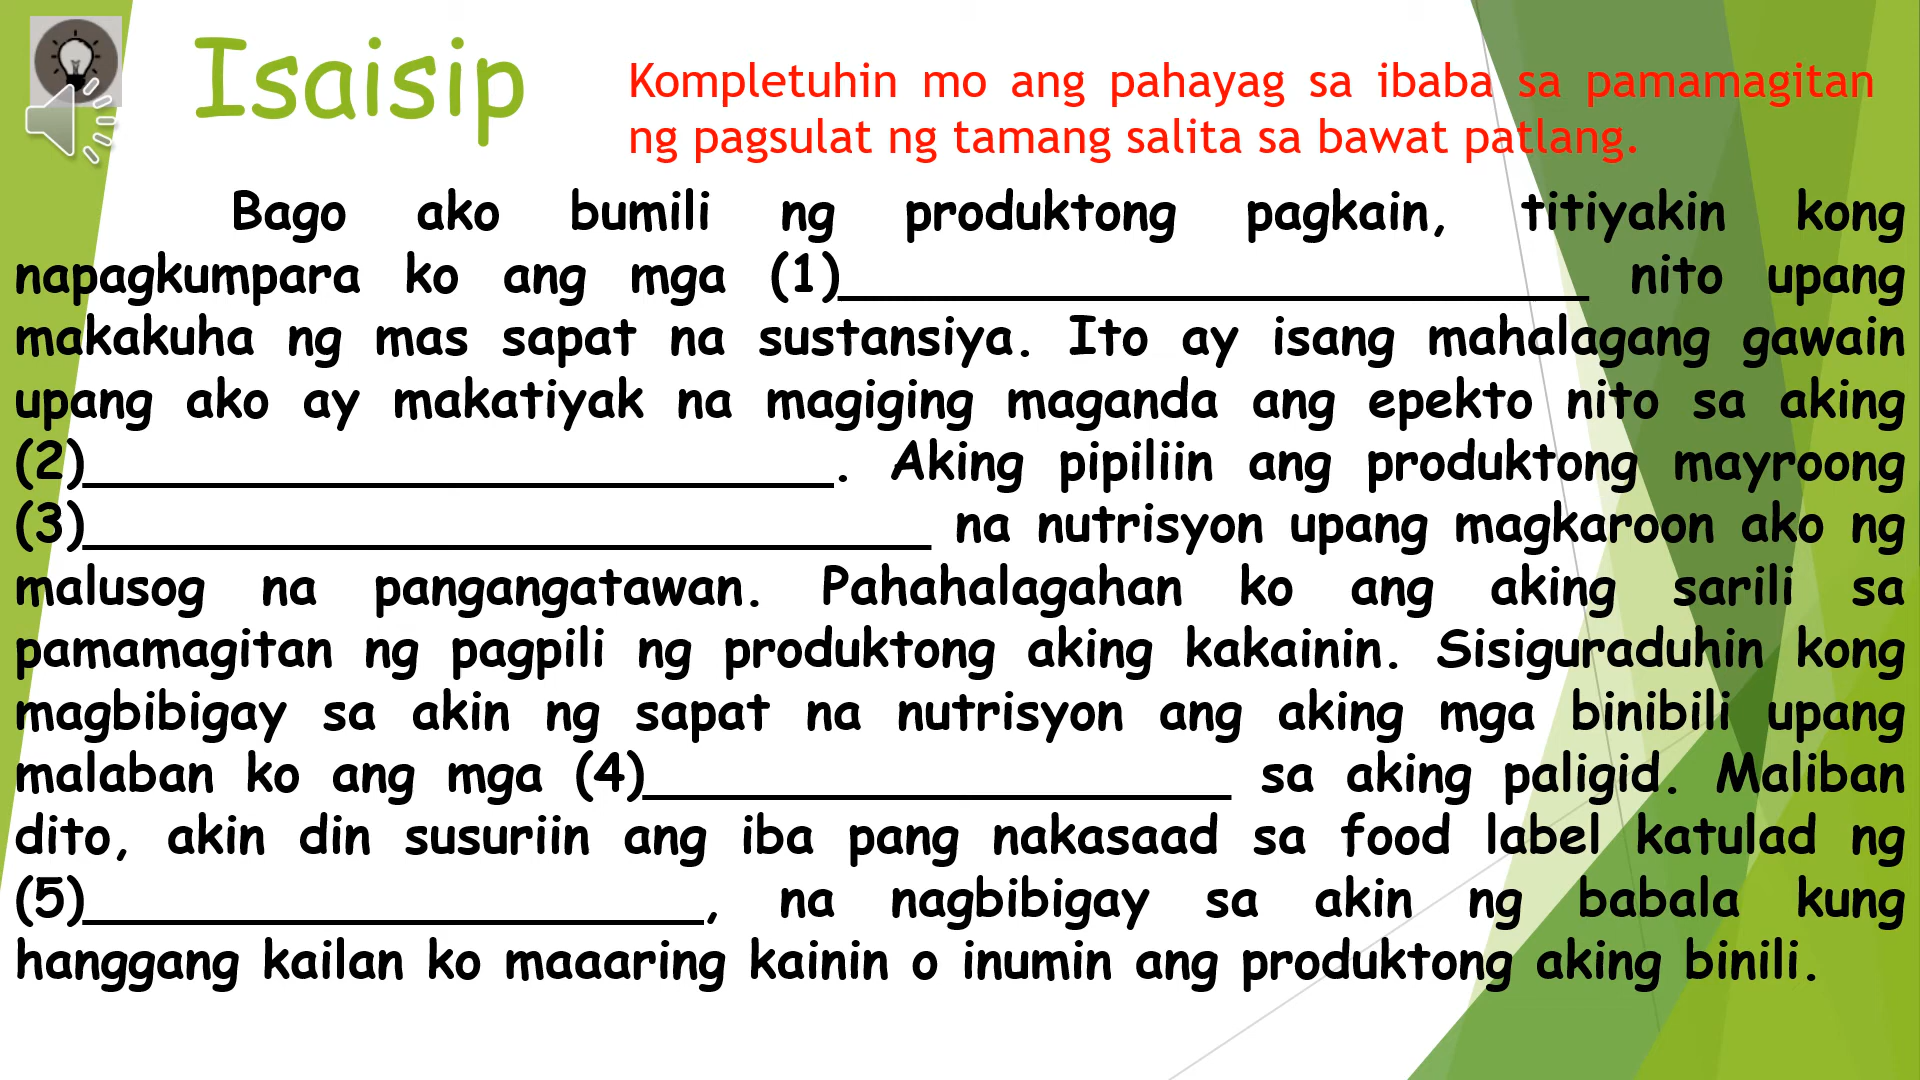 Isaisip
Kompletuhin mo ang pahayag sa ibaba sa pamamagitan
ng pagsulat ng tamang salita sa bawat patlang.
Bago ako bumili ng produktong pagkain, titiyakin kong
napagkumpara ko ang mga (1)_________________________ nito upang
makakuha ng mas sapat na sustansiya. Ito ay isang mahalagang gawain
upang ako ay makatiyak na magiging maganda ang epekto nito sa aking
(2)_________________________. Aking pipiliin ang produktong mayroong
(3)____________________________ na nutrisyon upang magkaroon ako ng
malusog na pangangatawan. Pahahalagahan ko ang aking sarili sa
pamamagitan ng pagpili ng produktong aking kakainin. Sisiguraduhin kong
magbibigay sa akin ng sapat na nutrisyon ang aking mga binibili upang
malaban ko ang mga (4)___________________ sa aking paligid. Maliban
dito, akin din susuriin ang iba pang nakasaad sa food label katulad ng
(5)____________________, na nagbibigay sa akin ng babala kung
hanggang kailan ko maaaring kainin o inumin ang produktong aking binili.